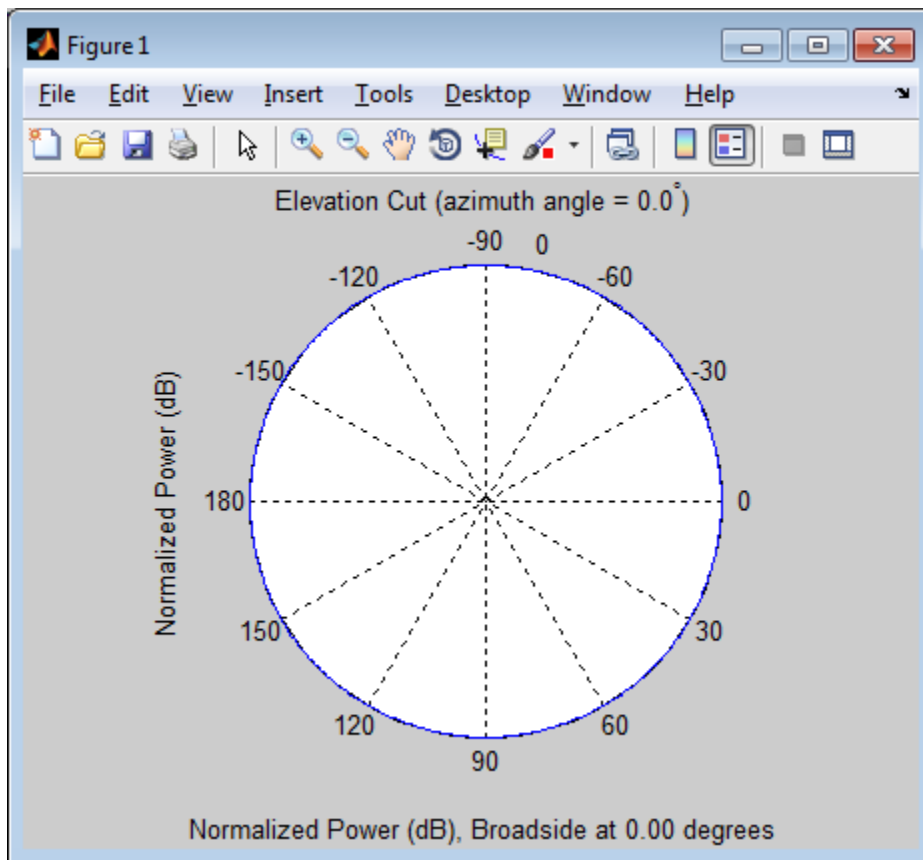 Figure 1
File Edit View Insert Tools Desktop Window Help
Elevation Cut (azimuth angle = 0.0°)
-90 0
-120 -60
-150 -30
Normalized Power (dB)
180 0
150 30
120 60
90
Normalized Power (dB), Broadside at 0.00 degrees